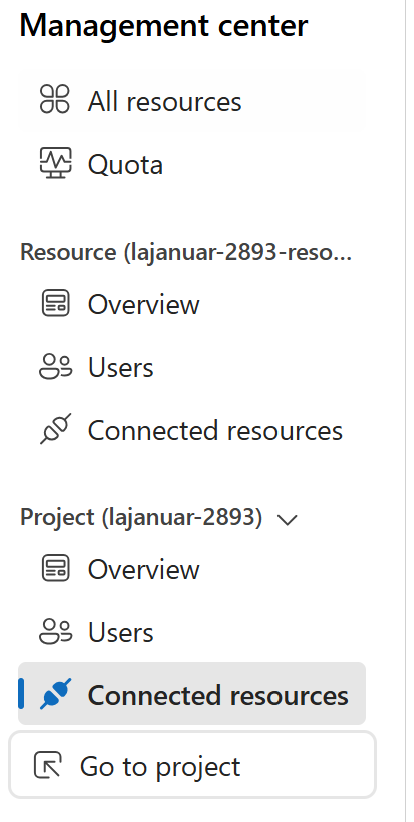 Management center
All resources
Quota
Resource (lajanuar-2893-reso...
Overview
Users
Connected resources
Project (lajanuar-2893)
Overview
Users
Connected resources
Go to project